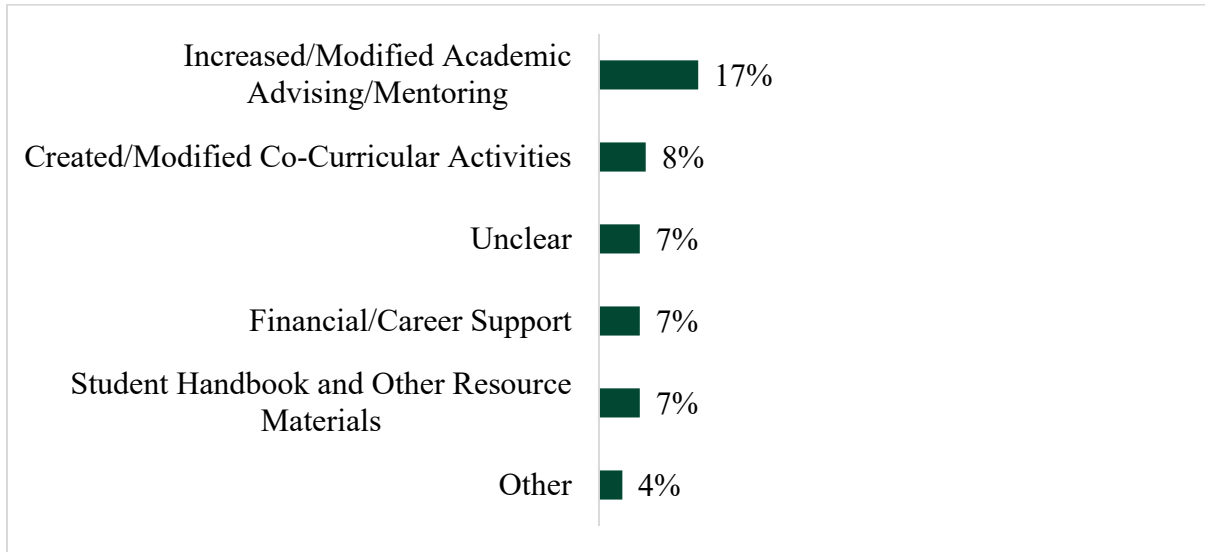 Increased/Modified Academic
Advising/Mentoring
17%
Created/Modified Co-Curricular Activities
8%
Unclear
7%
Financial/Career Support
7%
Student Handbook and Other Resource
Materials
7%
Other
4%